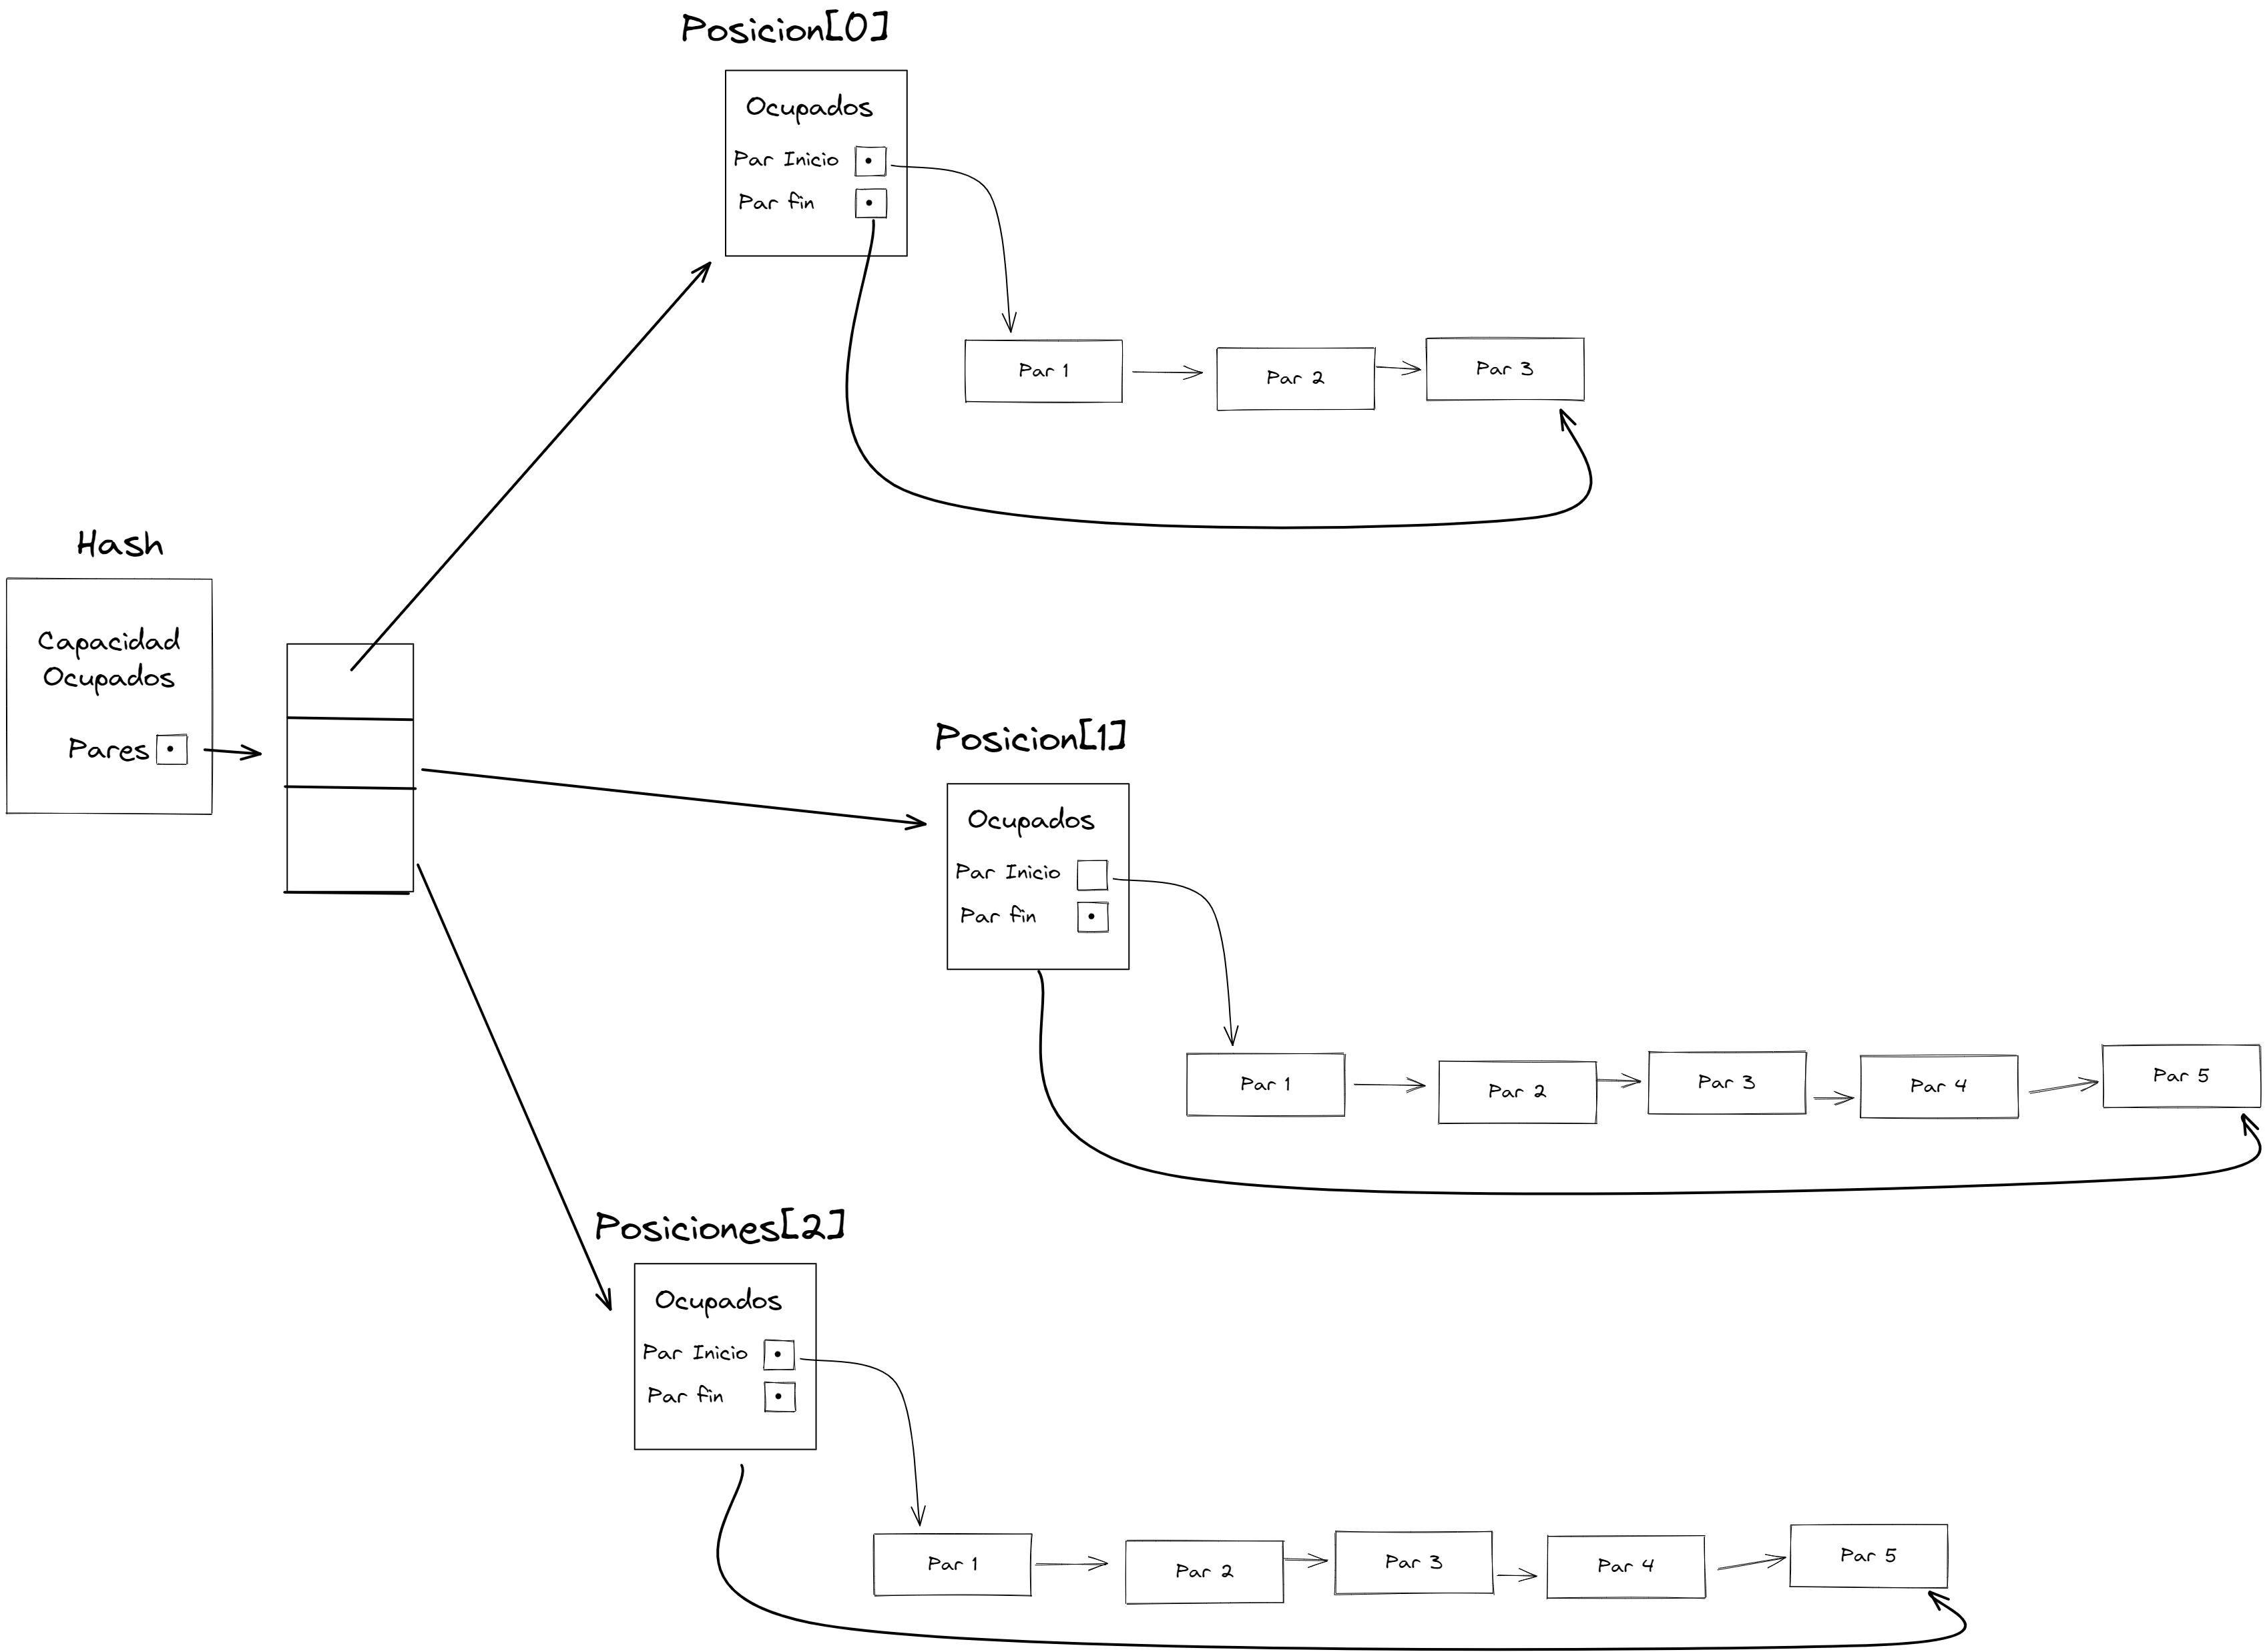 Posicion[0]
Ocupados
Par Inicio
Par fin
Par 1
Par 2
Par 3
Hash
Capacidad
Ocupados
Pares
Posicion[1]
Ocupados
Par Inicio
Par fin
Par 1
Par 2
Par 3
Par 4
Par 5
Posiciones[2]
Ocupados
Par Inicio
Par fin
Par 1
Par 2
Par 3
Par 4
Par 5